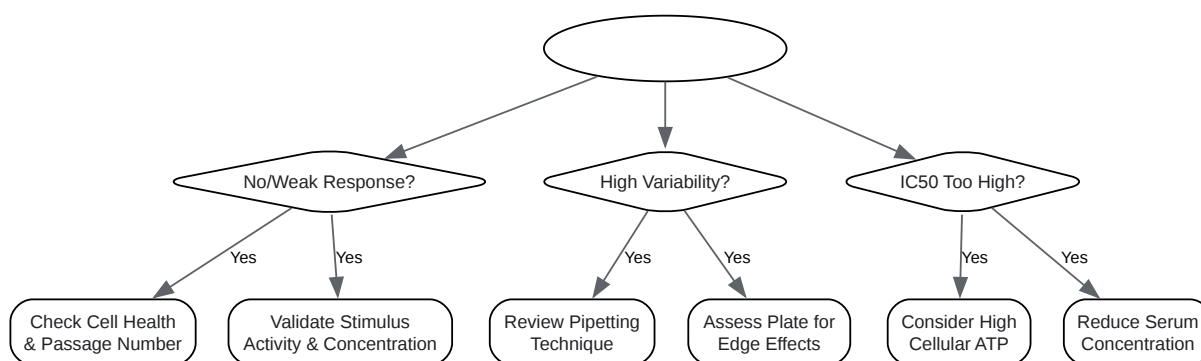 No/Weak Response?
High Variability?
IC50 Too High?
Yes
Yes
Yes
Yes
Yes
Yes
Check Cell Health
& Passage Number
Validate Stimulus
Activity & Concentration
Review Pipetting
Technique
Assess Plate for
Edge Effects
Consider High
Cellular ATP
Reduce Serum
Concentration